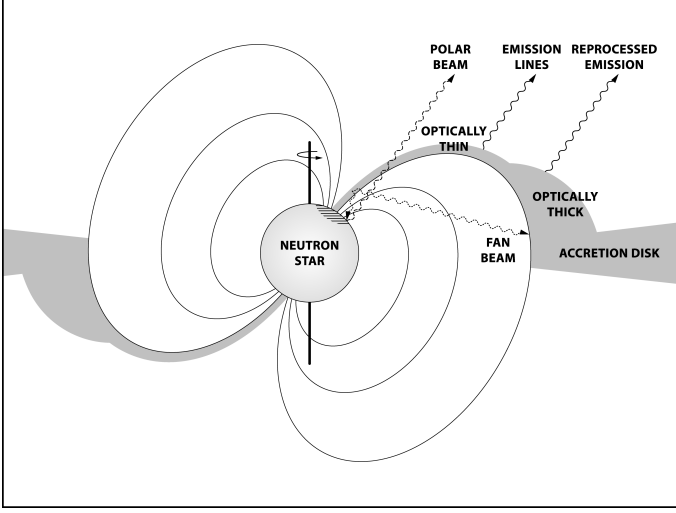 POLAR
BEAM
EMISSION
LINES
REPROCESSED
EMISSION
OPTICALLY
THIN
OPTICALLY
THICK
NEUTRON
STAR
FAN
BEAM
ACCRETION DISK